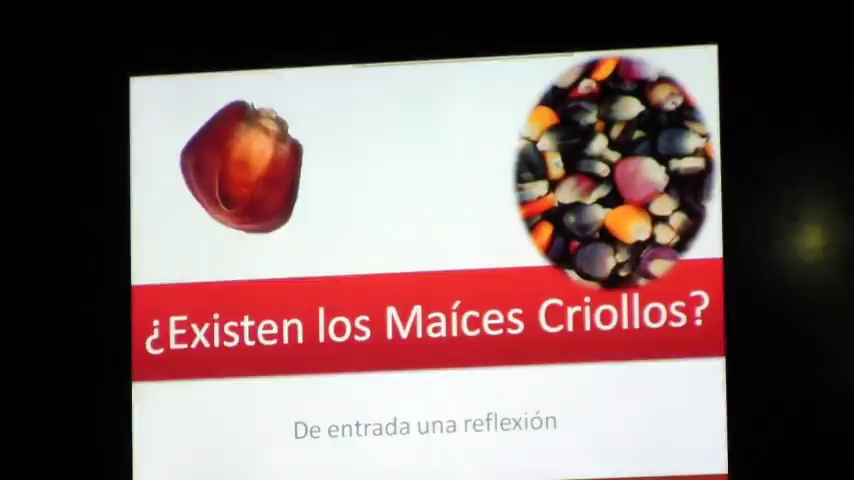 ¿Existen los Maíces Criollos?
De entrada una reflexión